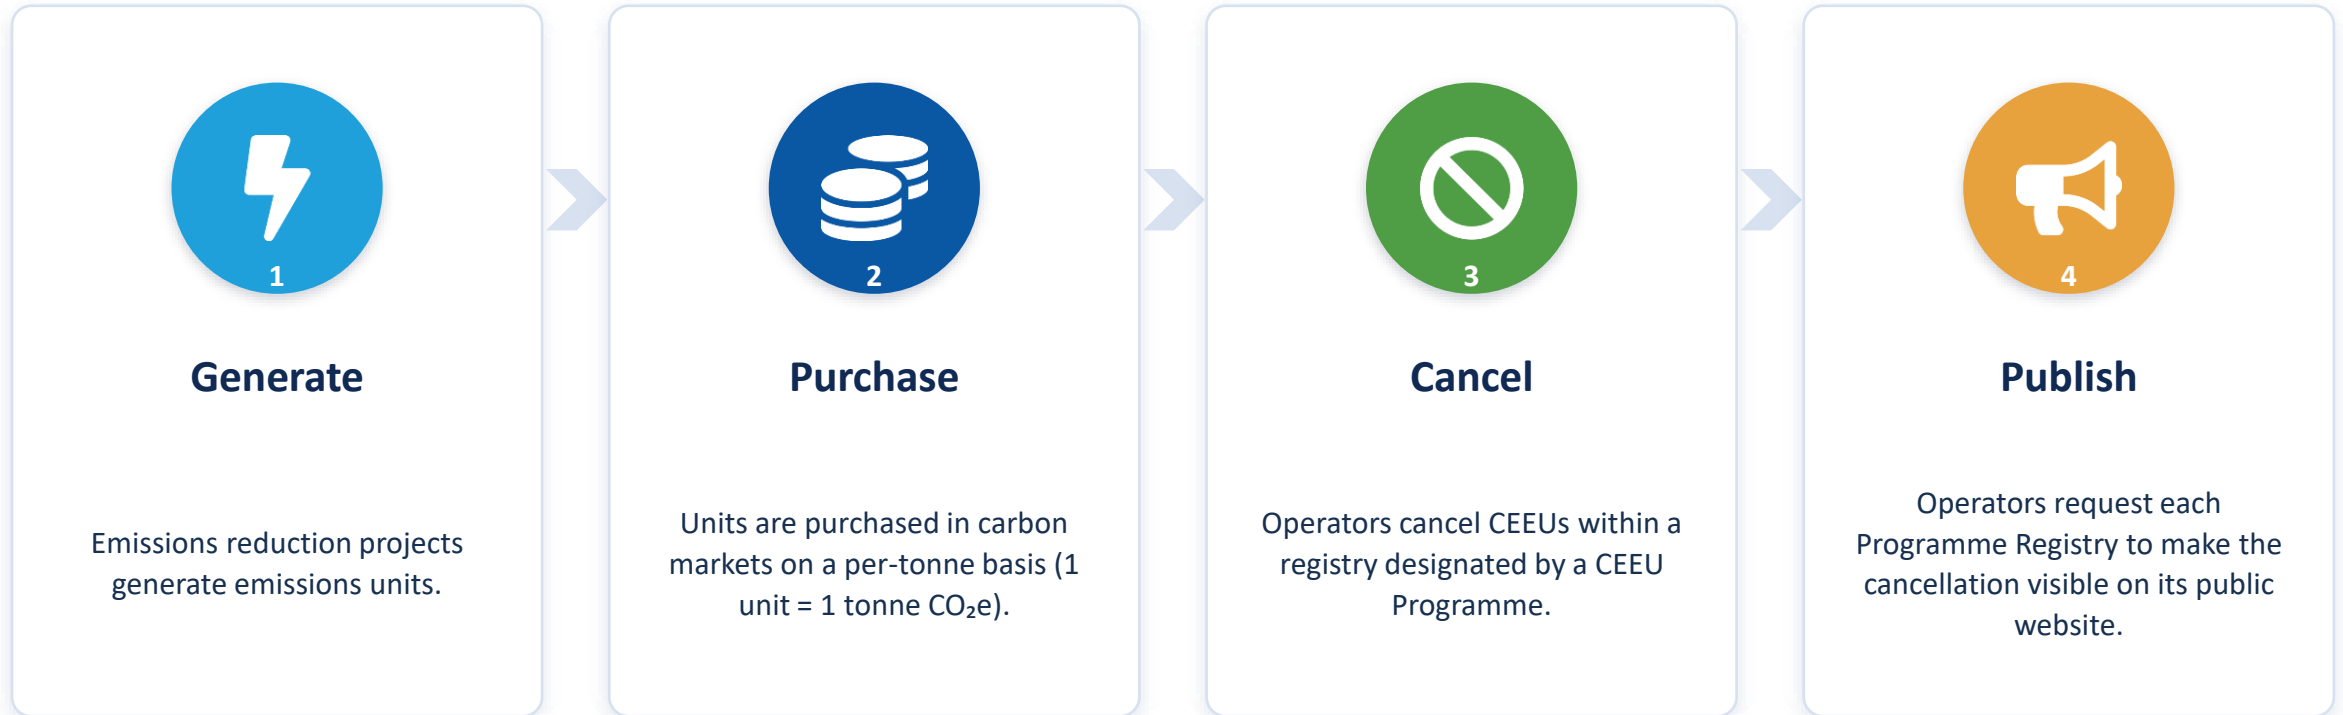 1
Generate
Emissions reduction projects
generate emissions units.
2
Purchase
Units are purchased in carbon
markets on a per-tonne basis (1
unit = 1 tonne CO₂e).
3
Cancel
Operators cancel CEEUs within a
registry designated by a CEEU
Programme.
4
Publish
Operators request each
Programme Registry to make the
cancellation visible on its public
website.